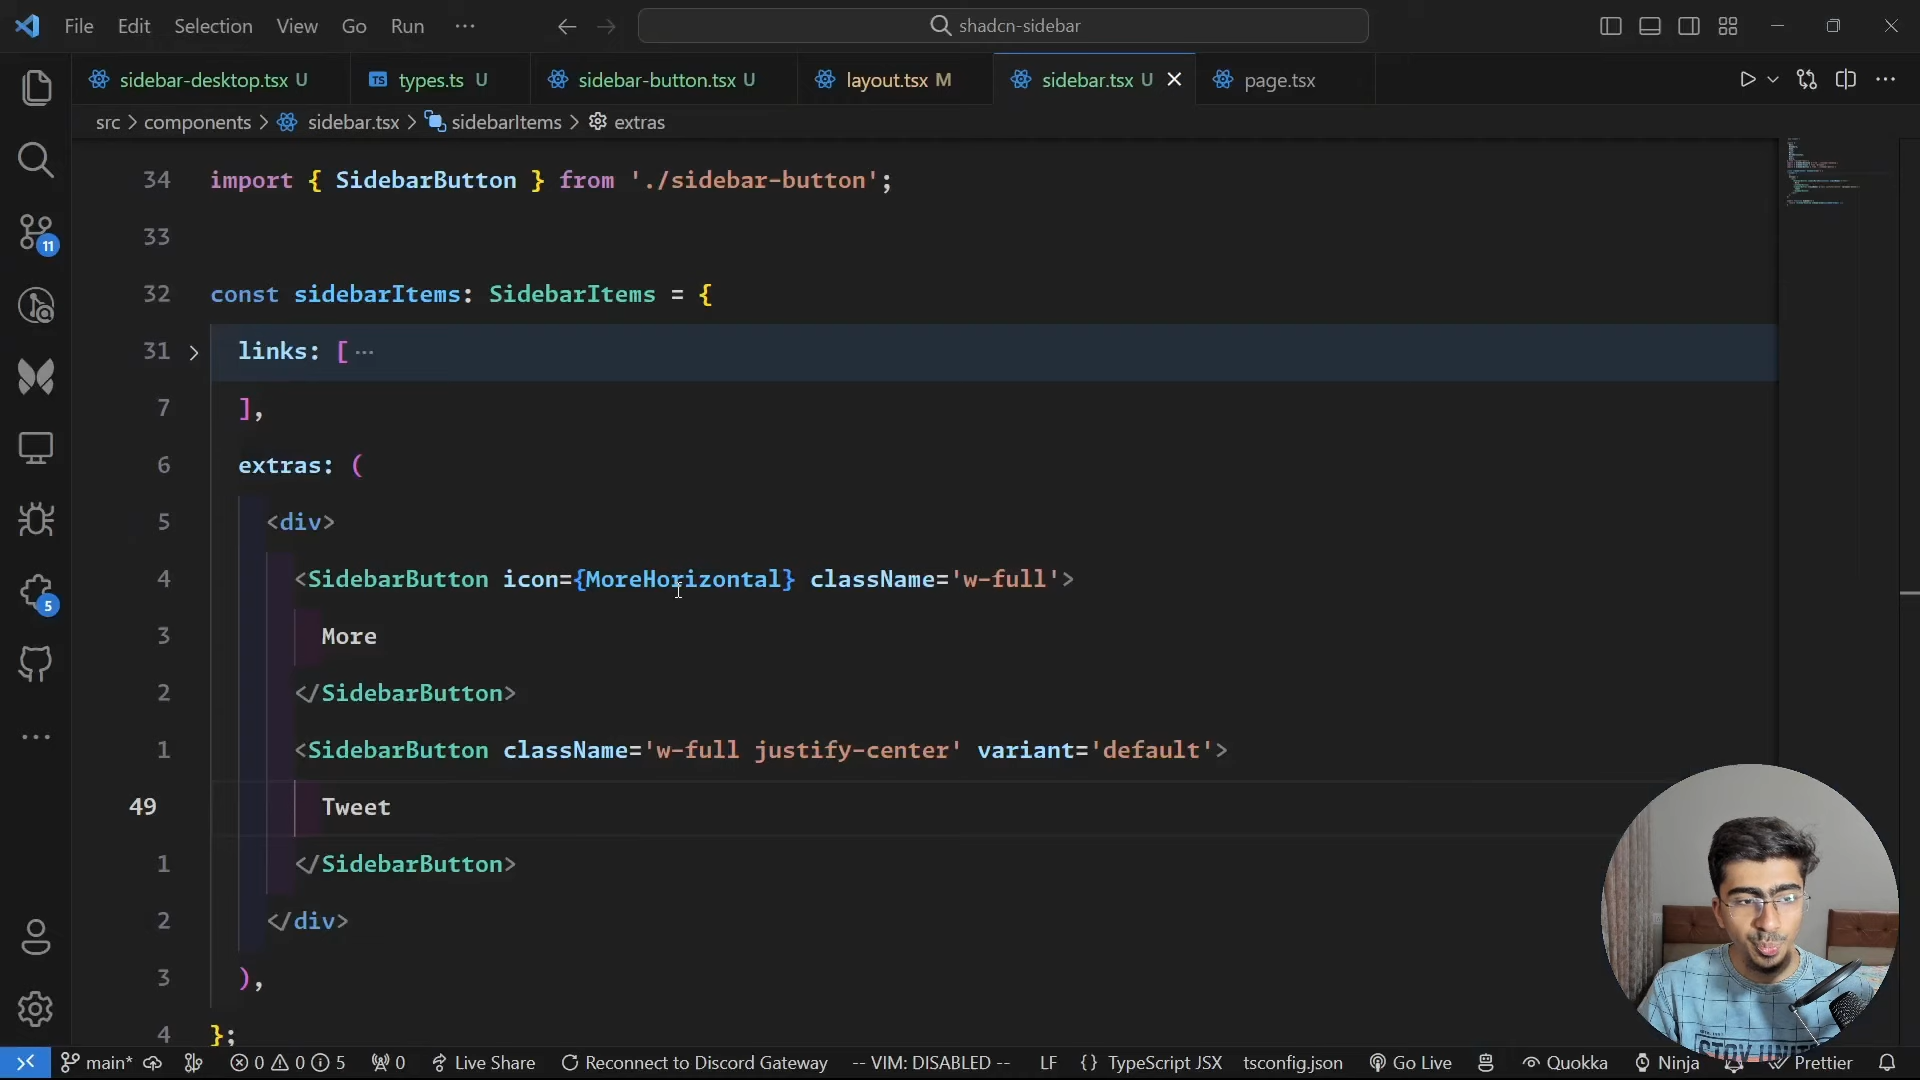 File Edit Selection View Go Run ··· shadcn-sidebar
sidebar-desktop.tsx U types.ts U sidebar-button.tsx U layout.tsx M sidebar.tsx U page.tsx
src > components > sidebar.tsx > sidebarItems > extras
34 import { SidebarButton } from './sidebar-button';
33
32 const sidebarItems: SidebarItems = {
31 links: [ ···
7 ],
6 extras: (
5 <div>
4 <SidebarButton icon={MoreHorizontal} className='w-full'>
3 More
2 </SidebarButton>
1 <SidebarButton className='w-full justify-center' variant='default'>
49 Tweet
1 </SidebarButton>
2 </div>
3 ),
4 };
11
5
main* 0 0 5 0 Live Share Reconnect to Discord Gateway -- VIM: DISABLED -- LF {} TypeScript JSX tsconfig.json Go Live Quokka Ninja Prettier